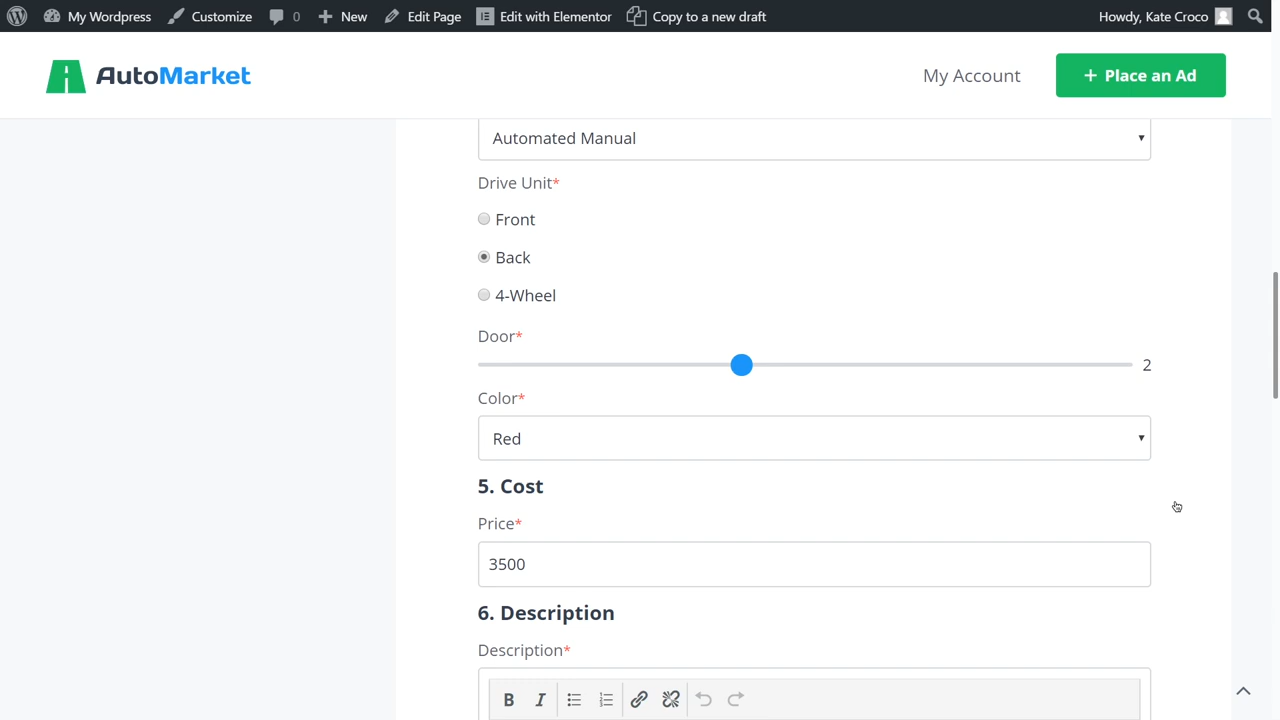 My Wordpress Customize 0 New Edit Page Edit with Elementor Copy to a new draft Howdy, Kate Croco
AutoMarket My Account + Place an Ad
Automated Manual
Drive Unit*
Front
Back
4-Wheel
Door*
2
Color*
Red
5. Cost
Price*
3500
6. Description
Description*
B I